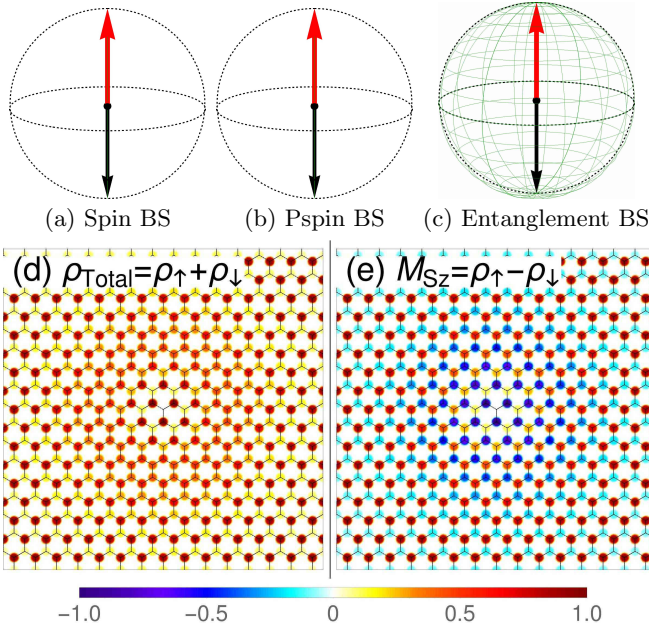 (a) Spin BS (b) Pspin BS (c) Entanglement BS
(d) ρTotal=ρ↑+ρ↓ (e) MSz=ρ↑−ρ↓
−1.0 −0.5 0 0.5 1.0